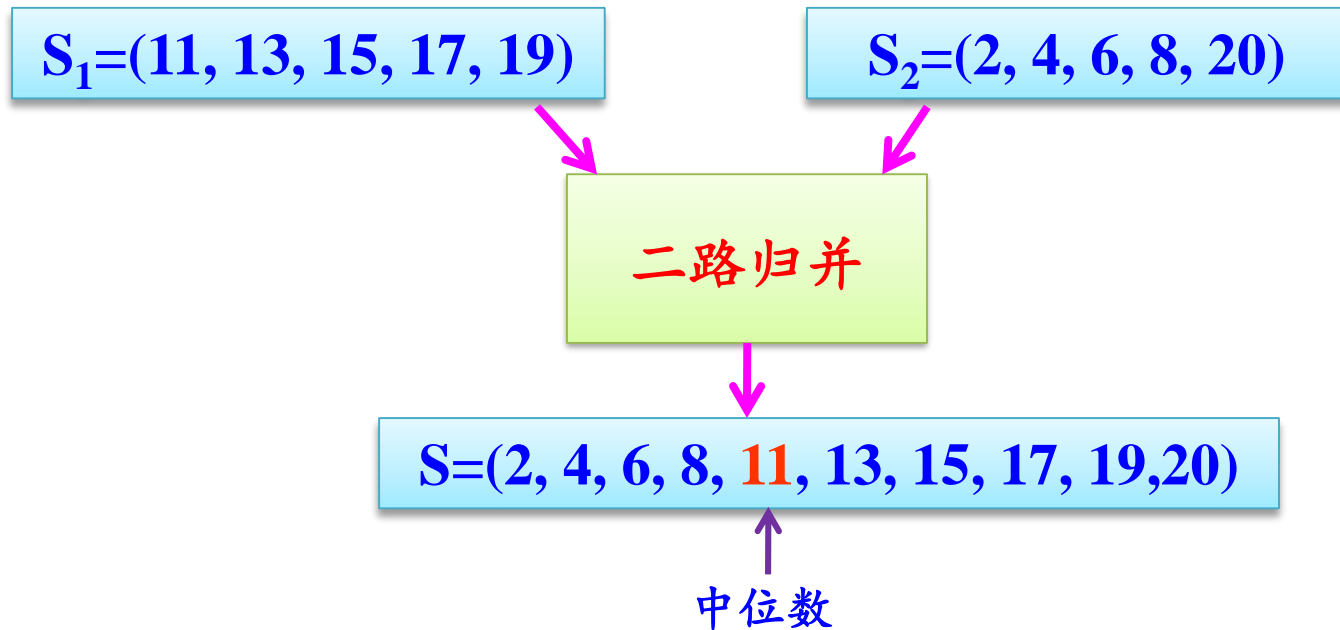 S₁=(11, 13, 15, 17, 19)
S₂=(2, 4, 6, 8, 20)
二路归并
S=(2, 4, 6, 8, 11, 13, 15, 17, 19,20)
中位数